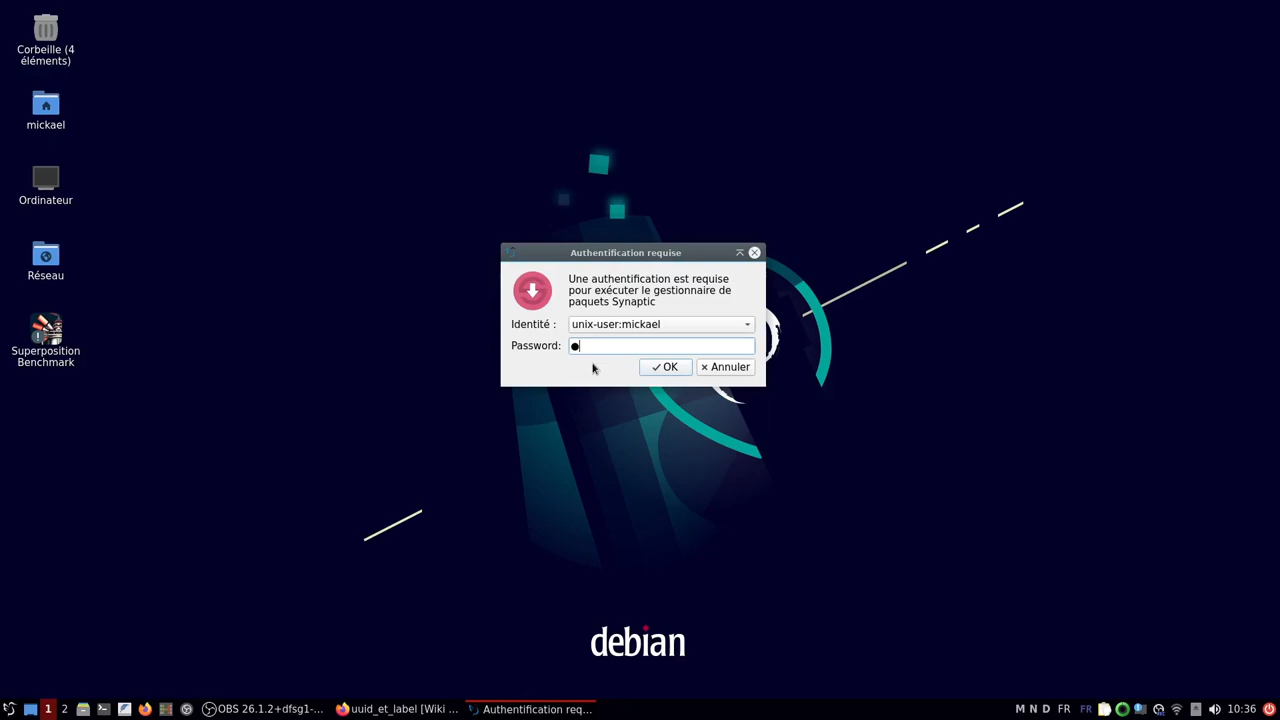 Corbeille (4
éléments)
mickael
Ordinateur
Réseau
Superposition
Benchmark
Authentification requise
Une authentification est requise
pour exécuter le gestionnaire de
paquets Synaptic
Identité :
unix-user:mickael
Password:
OK
Annuler
debian
1
2
OBS 26.1.2+dfsg1-...
uuid_et_label [Wiki ...
Authentification req...
M N D FR
FR
10:36